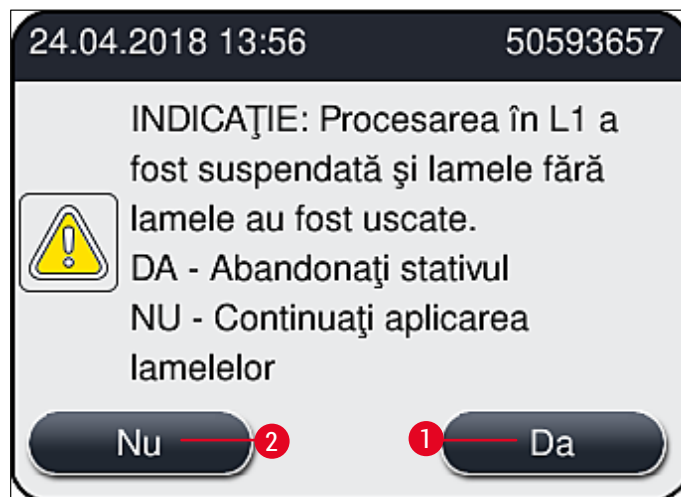 24.04.2018 13:56 50593657
INDICAŢIE: Procesarea în L1 a
fost suspendată şi lamele fără
lamele au fost uscate.
DA - Abandonaţi stativul
NU - Continuaţi aplicarea
lamelelor
Nu 2 1 Da